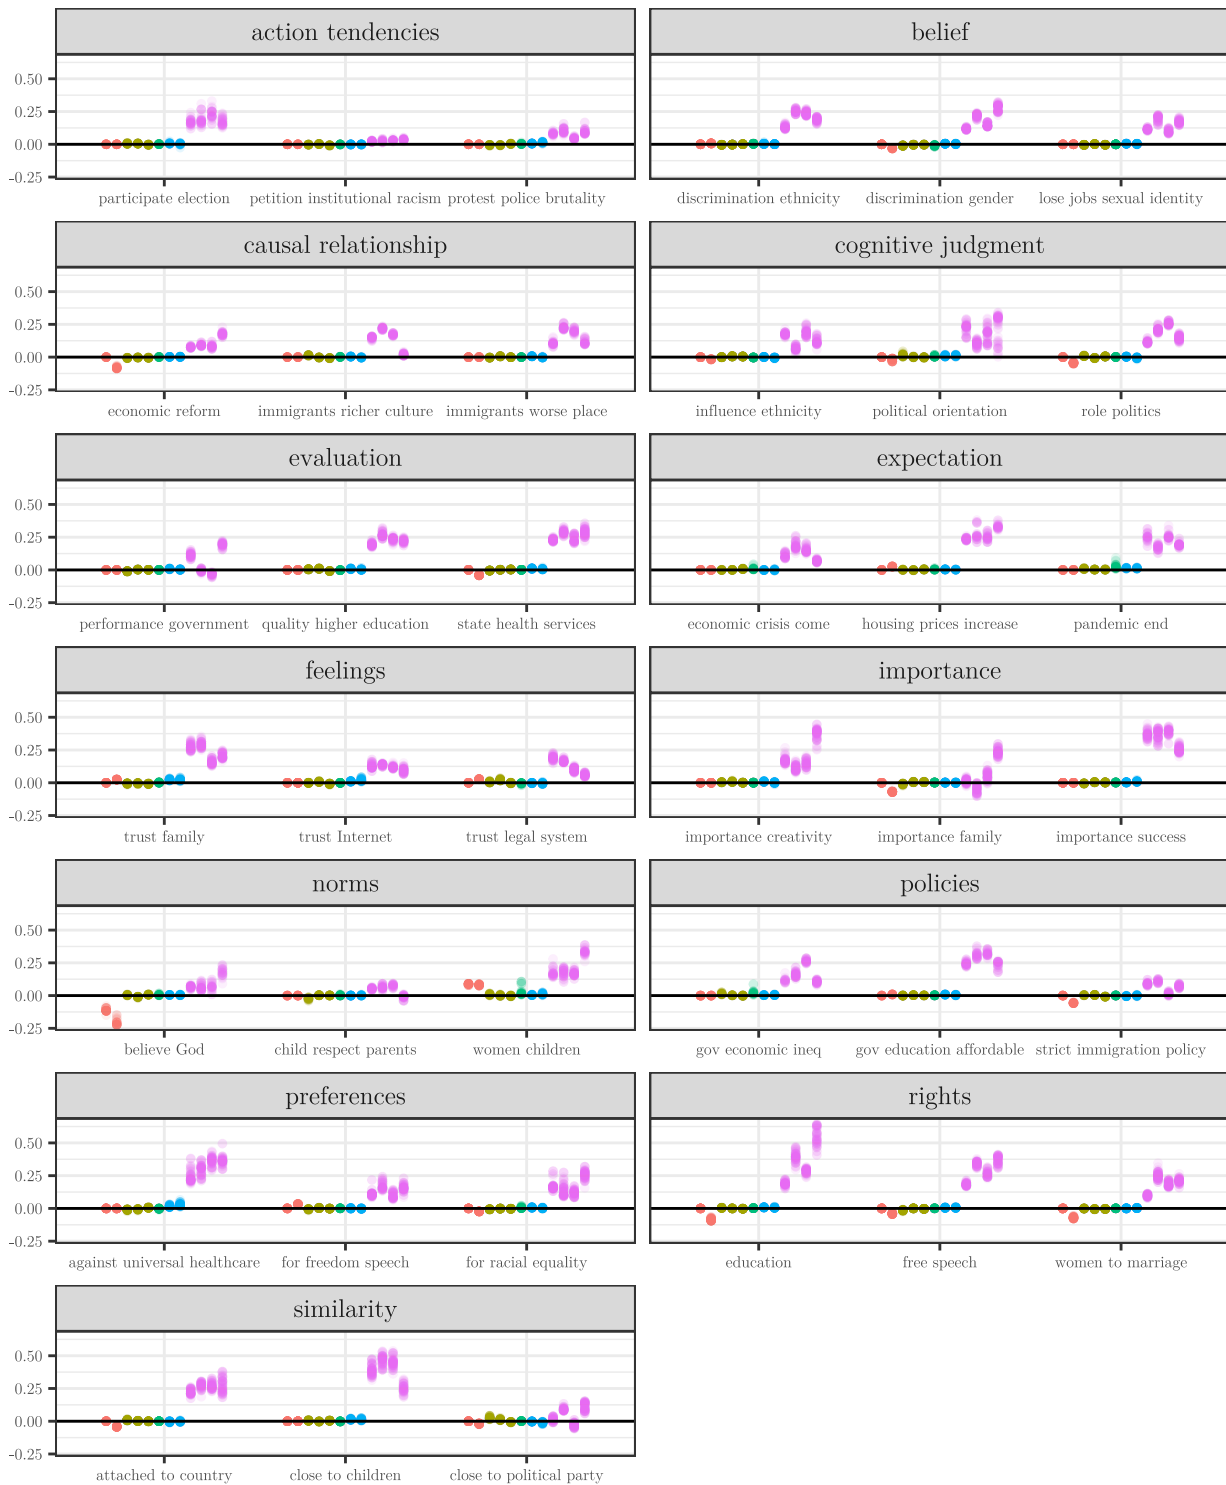 action tendencies
belief
0.50
0.25
0.00
-0.25
participate election petition institutional racism protest police brutality
discrimination ethnicity discrimination gender lose jobs sexual identity
causal relationship
cognitive judgment
0.50
0.25
0.00
-0.25
economic reform immigrants richer culture immigrants worse place
influence ethnicity political orientation role politics
evaluation
expectation
0.50
0.25
0.00
-0.25
performance government quality higher education state health services
economic crisis come housing prices increase pandemic end
feelings
importance
0.50
0.25
0.00
-0.25
trust family trust Internet trust legal system
importance creativity importance family importance success
norms
policies
0.50
0.25
0.00
-0.25
believe God child respect parents women children
gov economic ineq gov education affordable strict immigration policy
preferences
rights
0.50
0.25
0.00
-0.25
against universal healthcare for freedom speech for racial equality
education free speech women to marriage
similarity
0.50
0.25
0.00
-0.25
attached to country close to children close to political party